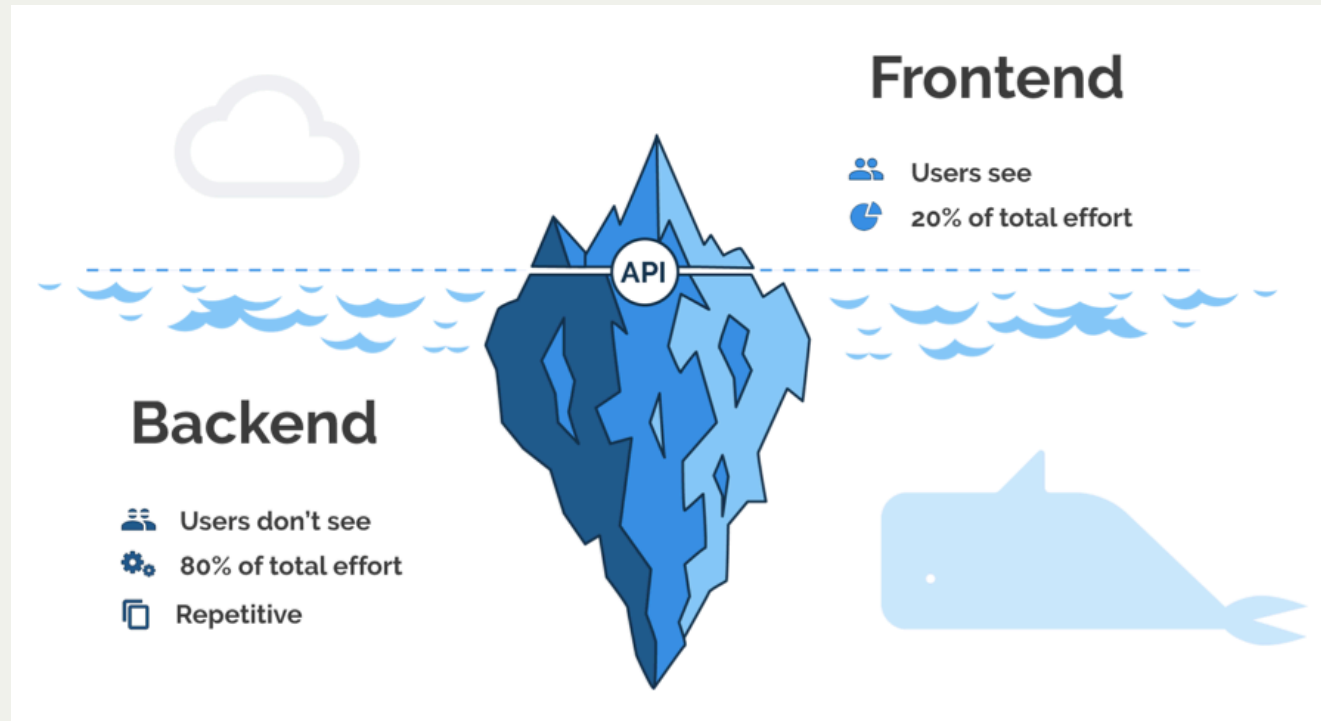 Frontend
Users see
20% of total effort
API
Backend
Users don't see
80% of total effort
Repetitive